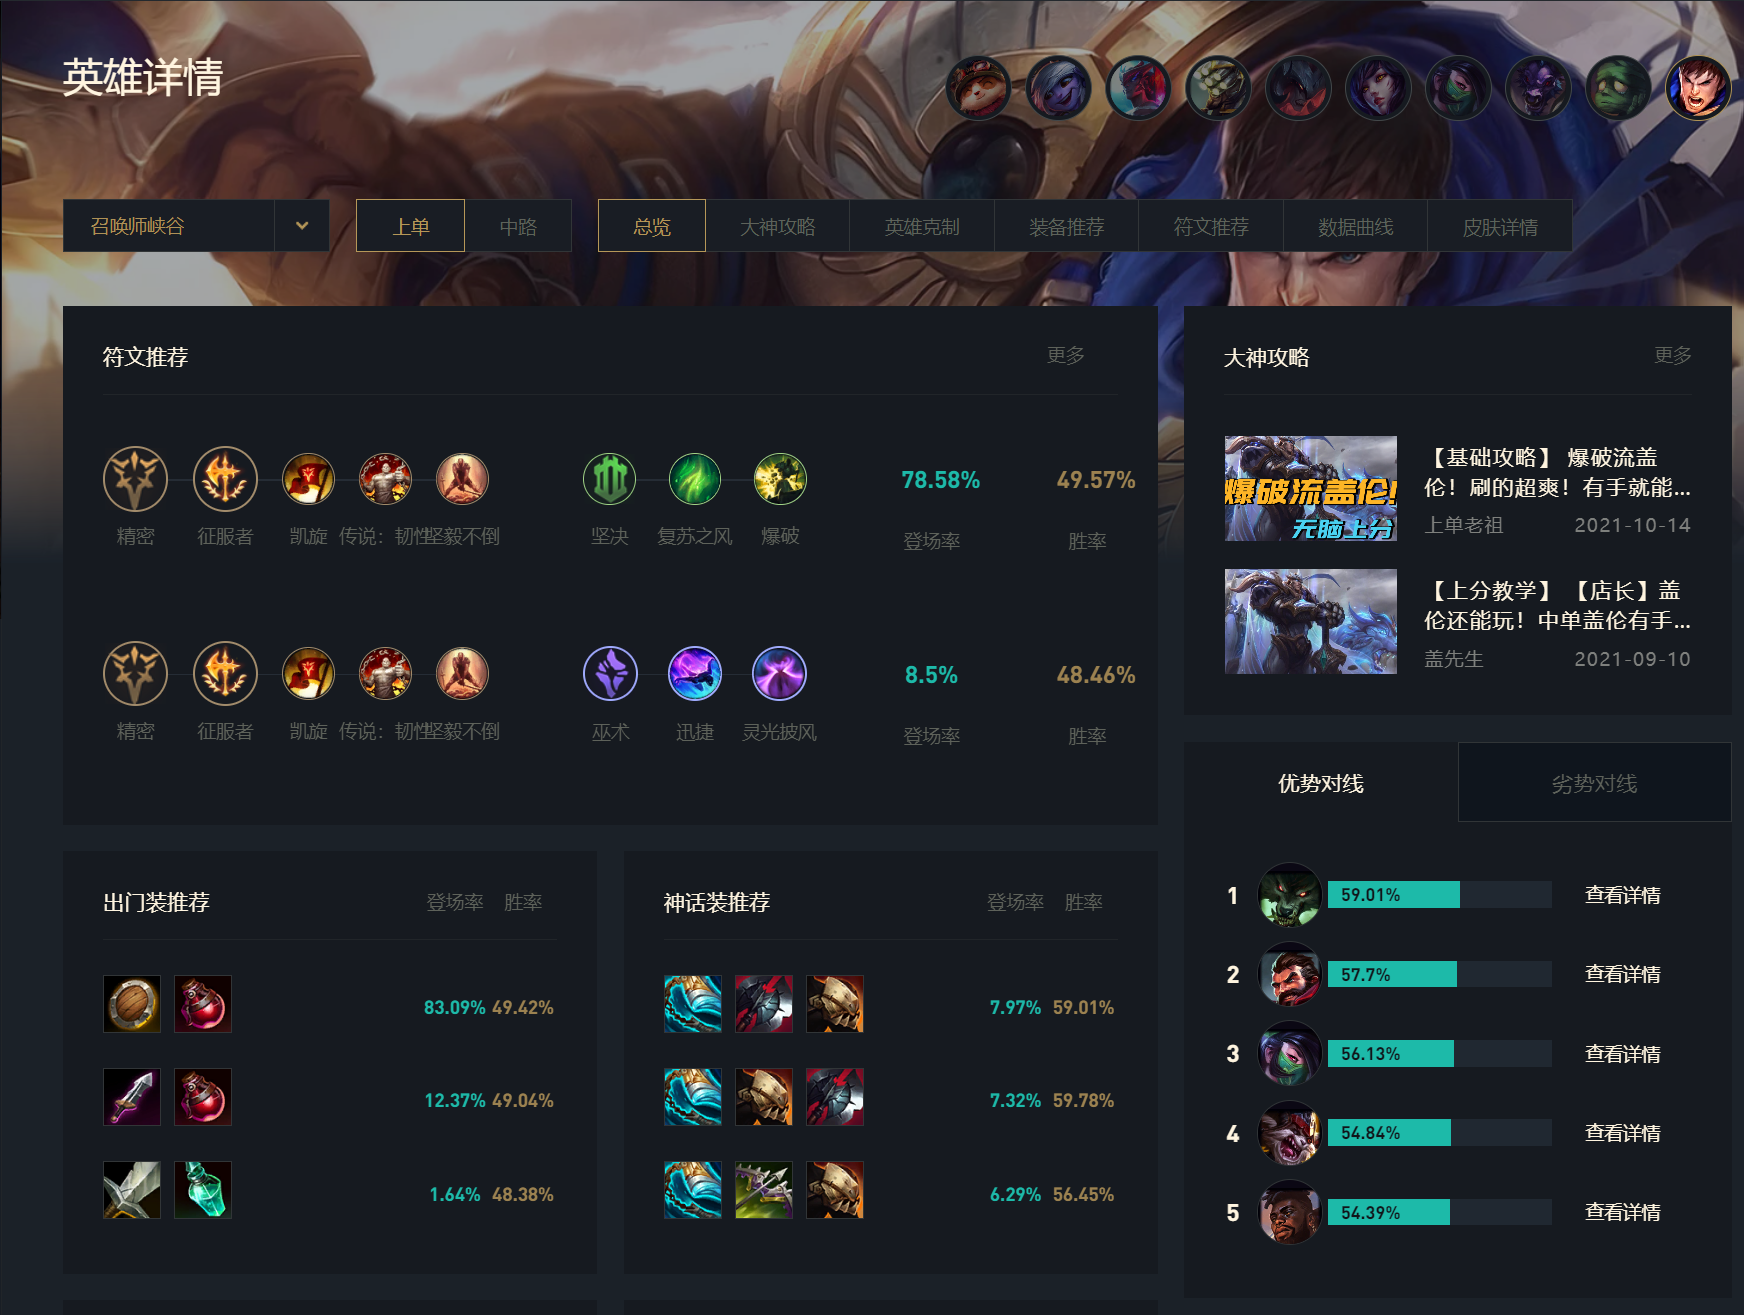 英雄详情
召唤师峡谷
上单 中路
总览 大神攻略 英雄克制 装备推荐 符文推荐 数据曲线 皮肤详情
符文推荐 更多
精密 征服者 凯旋 传说：韧性 坚毅不倒 坚决 复苏之风 爆破
78.58% 49.57%
登场率 胜率
精密 征服者 凯旋 传说：韧性 坚毅不倒 巫术 迅捷 灵光披风
8.5% 48.46%
登场率 胜率
大神攻略 更多
爆破流盖伦!
无脑上分
【基础攻略】 爆破流盖
伦！刷的超爽！有手就能...
上单老祖 2021-10-14
【上分教学】 【店长】盖
伦还能玩！中单盖伦有手...
盖先生 2021-09-10
出门装推荐 登场率 胜率
83.09% 49.42%
12.37% 49.04%
1.64% 48.38%
神话装推荐 登场率 胜率
7.97% 59.01%
7.32% 59.78%
6.29% 56.45%
优势对线 劣势对线
1 59.01% 查看详情
2 57.7% 查看详情
3 56.13% 查看详情
4 54.84% 查看详情
5 54.39% 查看详情